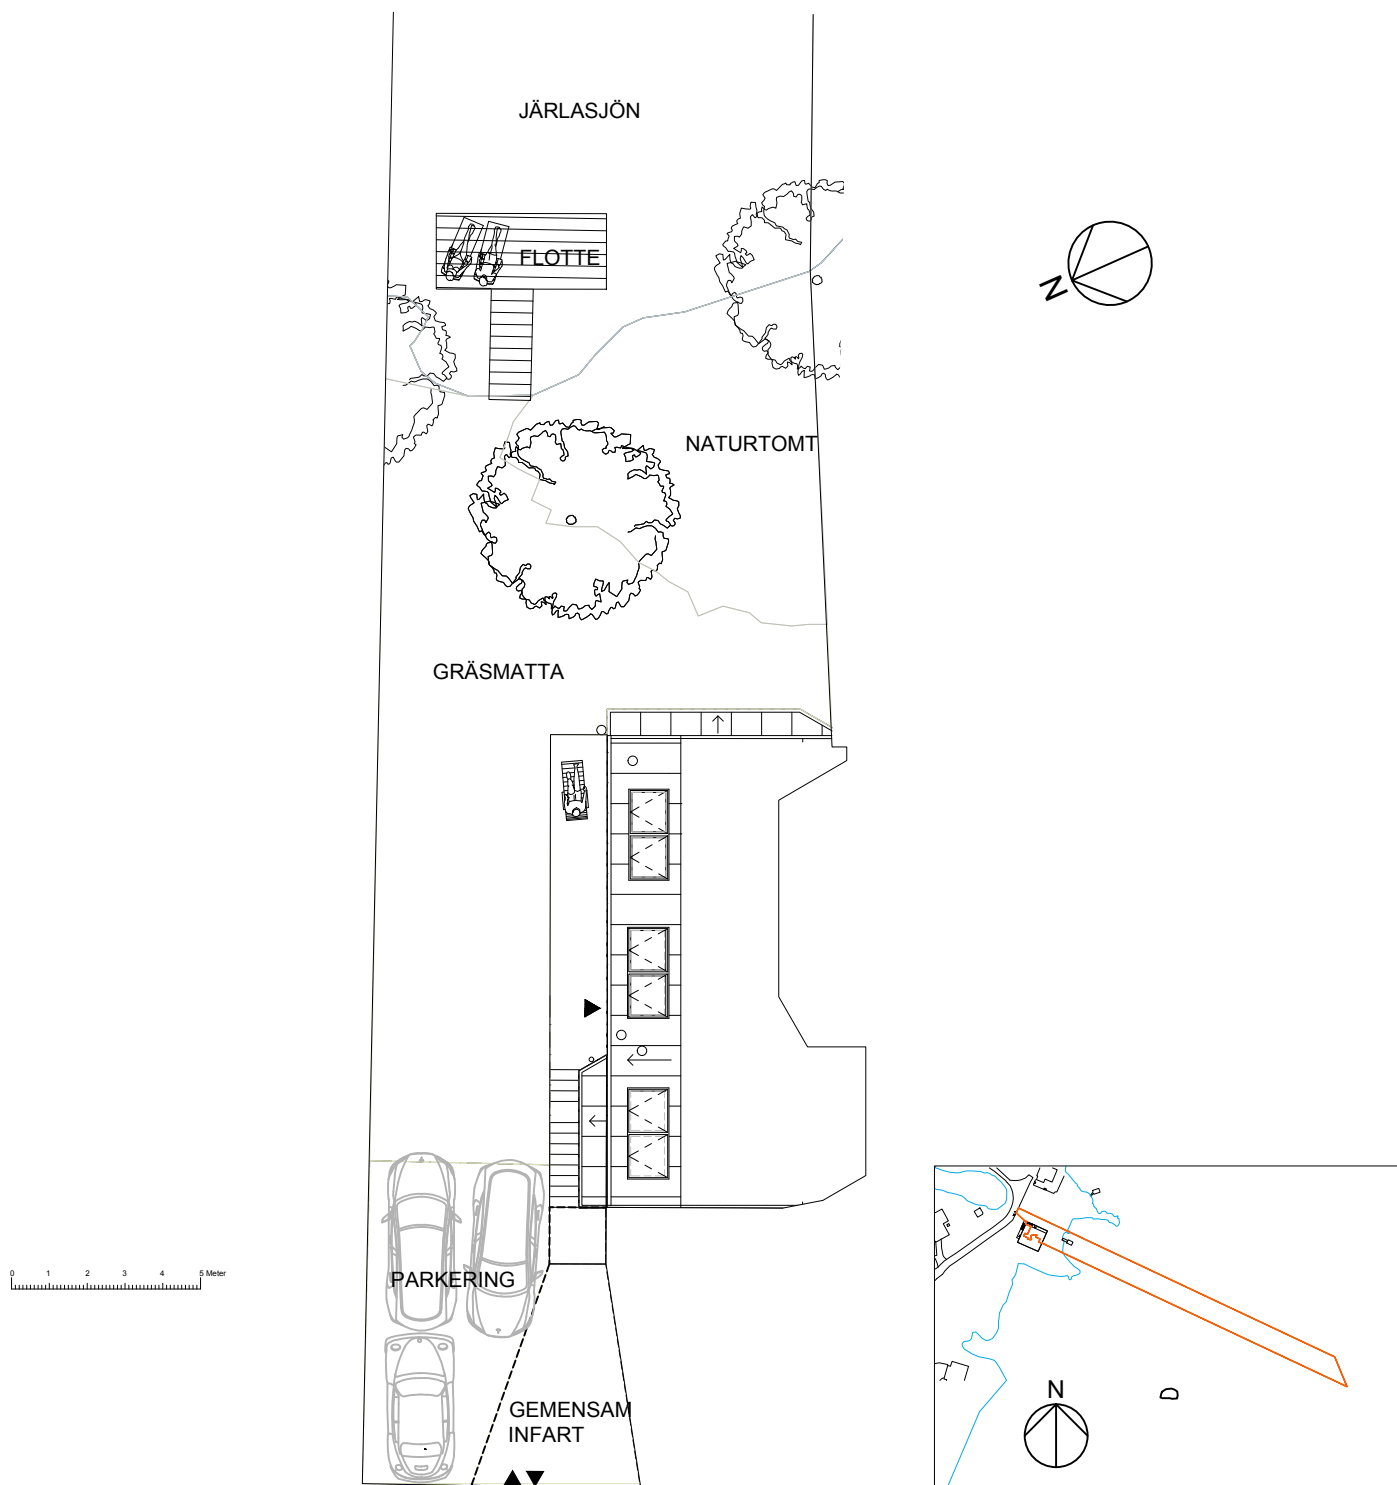 JÄRLASJÖN
FLOTTE
N
NATURTOMT
GRÄSMATTA
0 1 2 3 4 5 Meter
PARKERING
N
GEMENSAM
INFART